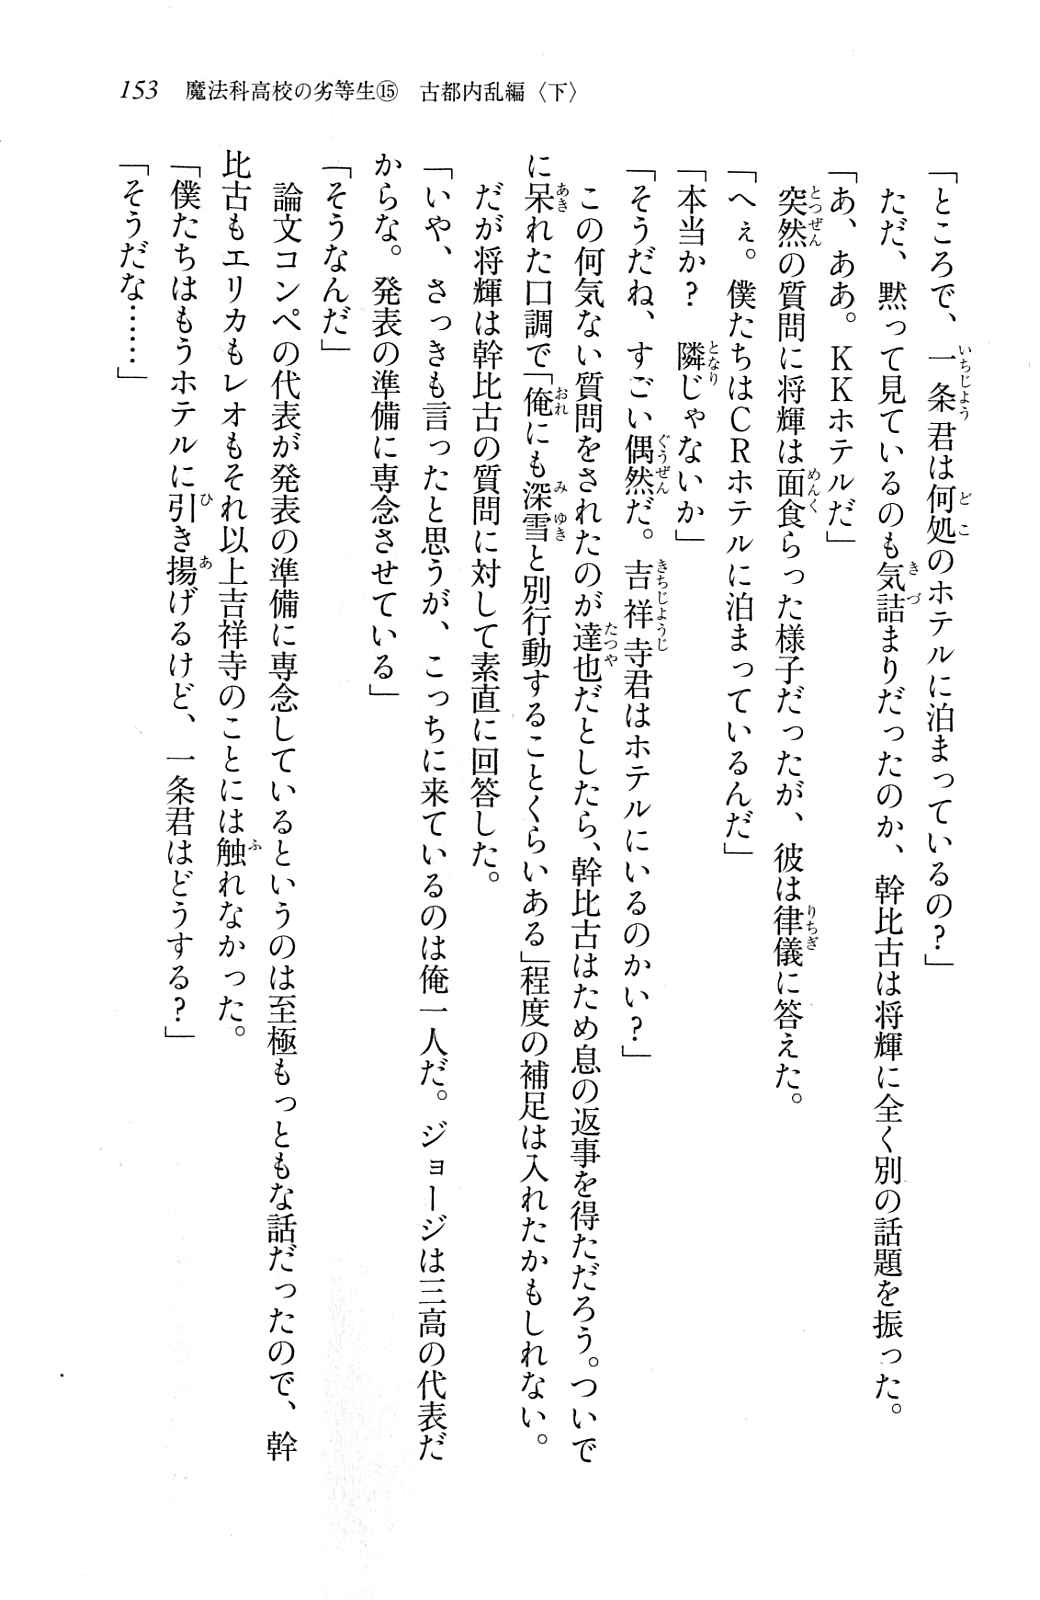 153 魔法科高校の劣等生⑮ 古都内乱編〈下〉
「ところで、一条君は何処のホテルに泊まっているの？」
ただ、黙って見ているのも気詰まりだったのか、幹比古は将輝に全く別の話題を振った。
「あ、ああ。ＫＫホテルだ」
突然の質問に将輝は面食らった様子だったが、彼は律儀に答えた。
「へぇ。僕たちはＣＲホテルに泊まっているんだ」
「本当か？　隣じゃないか」
「そうだね、すごい偶然だ。吉祥寺君はホテルにいるのかい？」
この何気ない質問をされたのが達也だとしたら、幹比古はため息の返事を得ただろう。ついで
に呆れた口調で「俺にも深雪と別行動することくらいある」程度の補足は入れたかもしれない。
だが将輝は幹比古の質問に対して素直に回答した。
「いや、さっきも言ったと思うが、こっちに来ているのは俺一人だ。ジョージは三高の代表だ
からな。発表の準備に専念させている」
「そうなんだ」
論文コンペの代表が発表の準備に専念しているというのは至極もっともな話だったので、幹
比古もエリカもレオもそれ以上吉祥寺のことには触れなかった。
「僕たちはもうホテルに引き揚げるけど、一条君はどうする？」
「そうだな……」